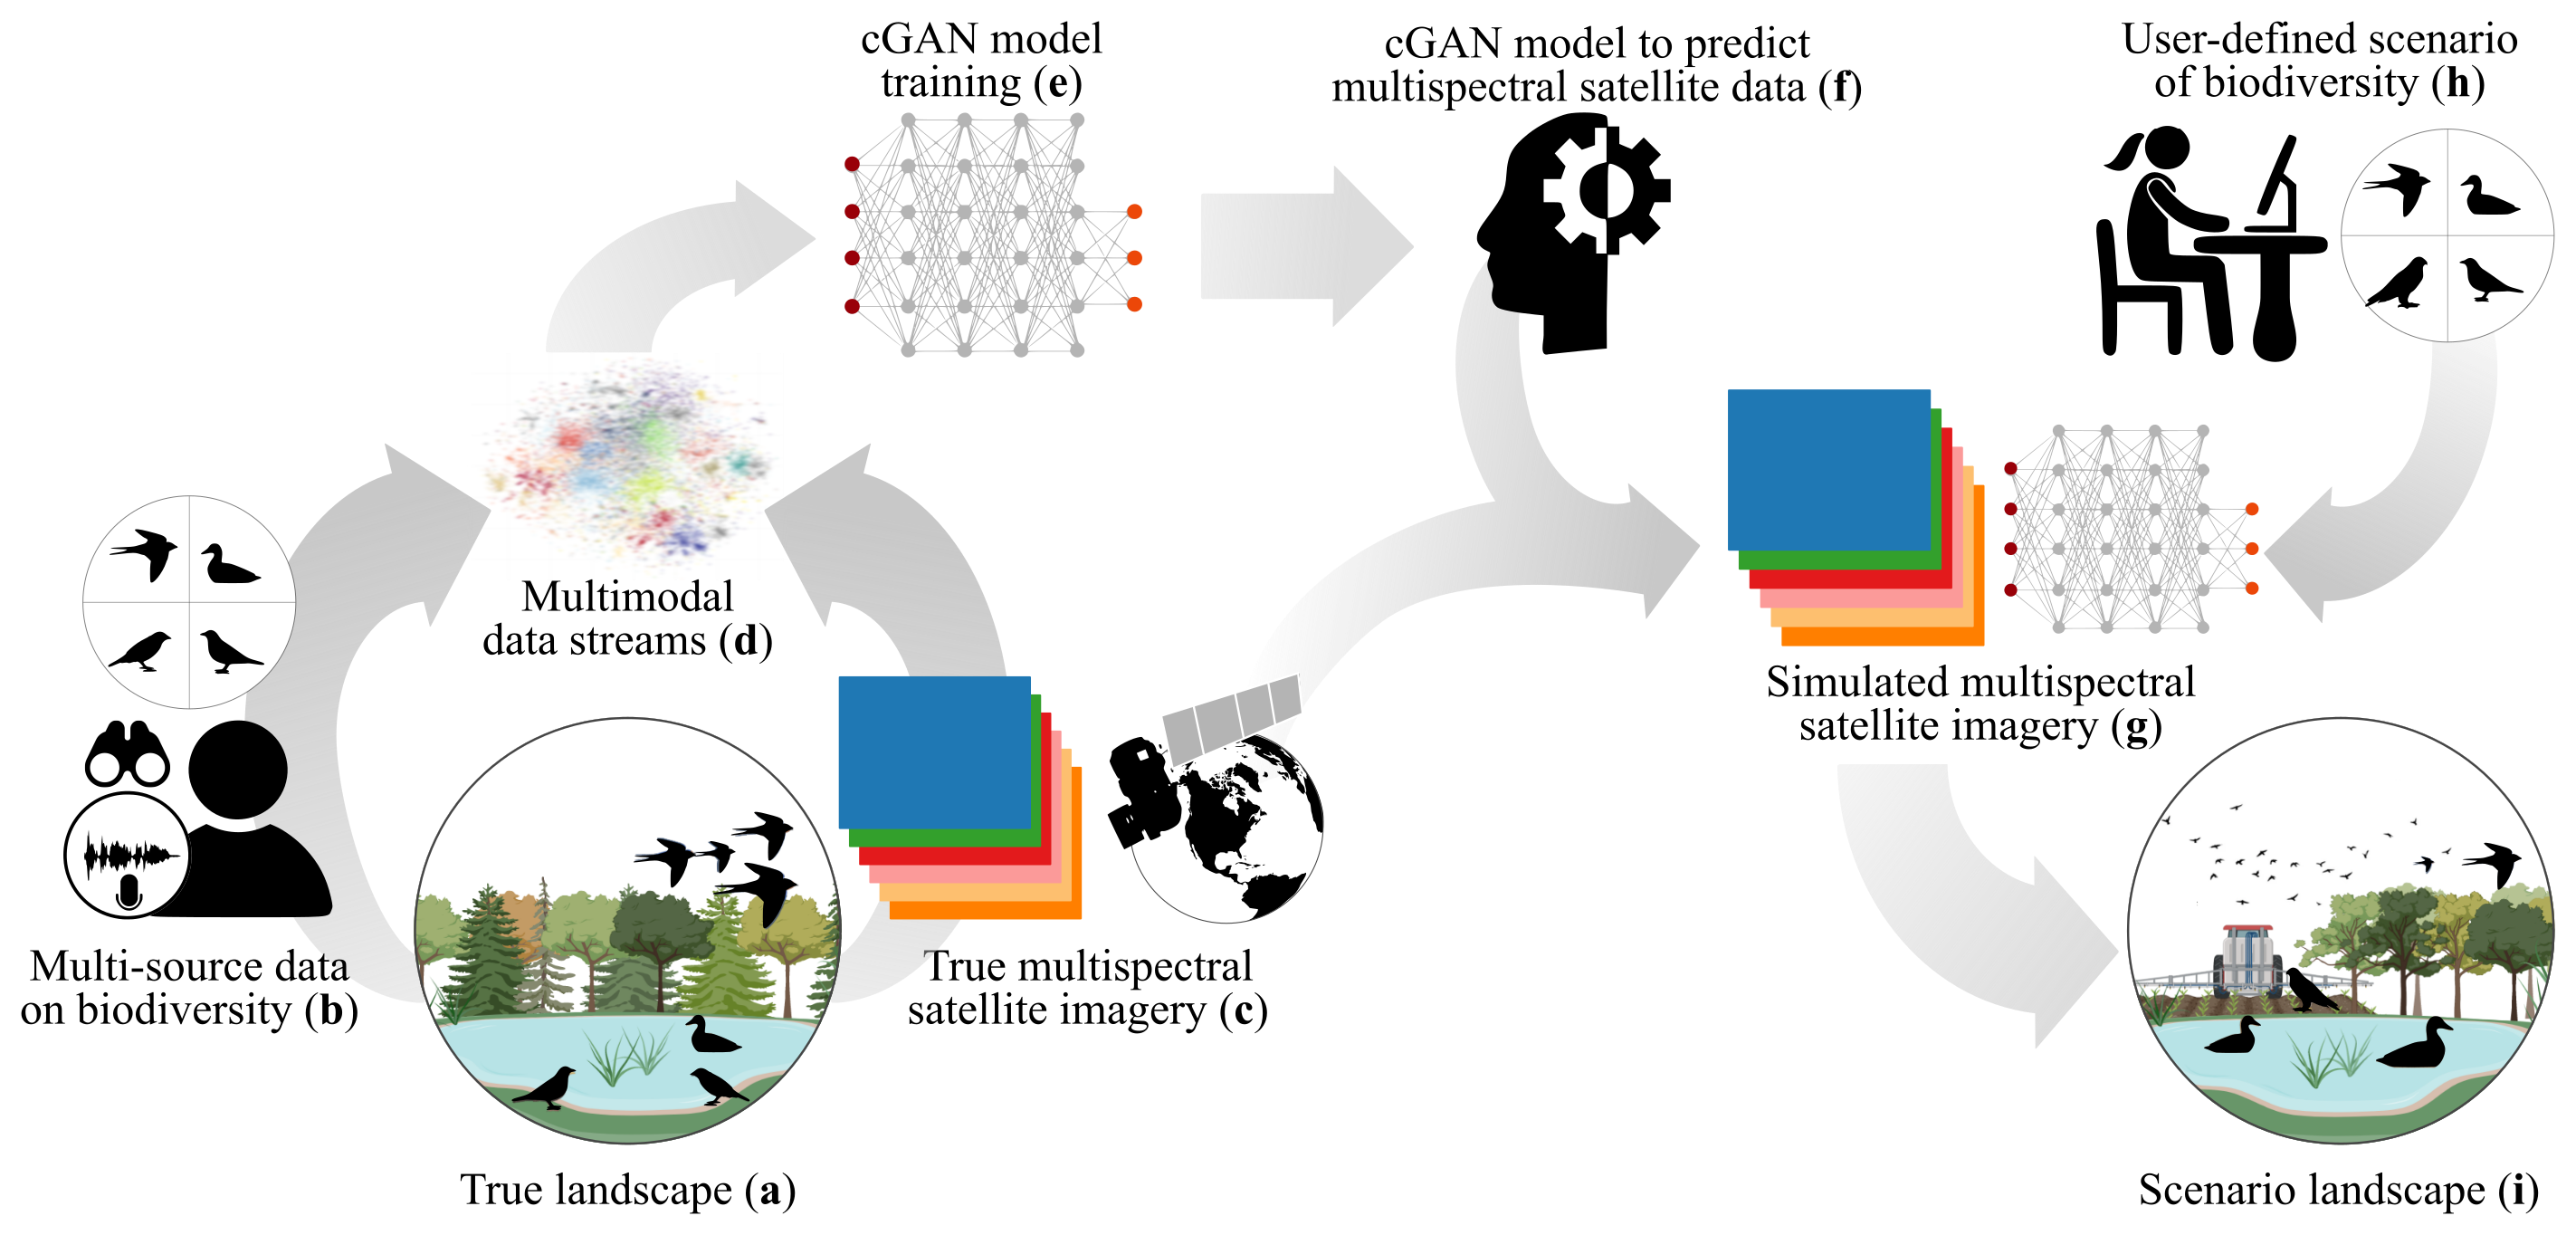 cGAN model
training (e)
cGAN model to predict
multispectral satellite data (f)
User-defined scenario
of biodiversity (h)
Multimodal
data streams (d)
Simulated multispectral
satellite imagery (g)
Multi-source data
on biodiversity (b)
True multispectral
satellite imagery (c)
True landscape (a)
Scenario landscape (i)